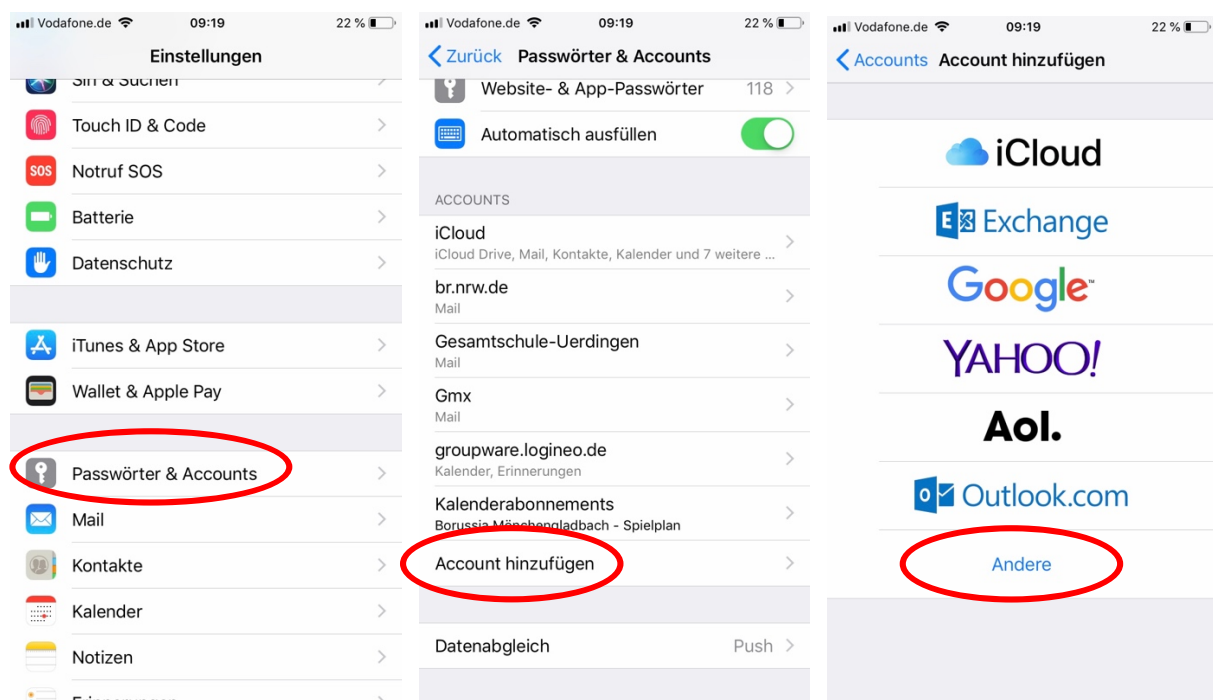 Vodafone.de 09:19 22 %
Einstellungen
Siri & Suchen
Touch ID & Code
SOS Notruf SOS
Batterie
Datenschutz
iTunes & App Store
Wallet & Apple Pay
Passwörter & Accounts
Mail
Kontakte
Kalender
Notizen
Erinnerungen
Vodafone.de 09:19 22 %
Zurück Passwörter & Accounts
Website- & App-Passwörter 118
Automatisch ausfüllen
ACCOUNTS
iCloud
iCloud Drive, Mail, Kontakte, Kalender und 7 weitere ...
br.nrw.de
Mail
Gesamtschule-Uerdingen
Mail
Gmx
Mail
groupware.logineo.de
Kalender, Erinnerungen
Kalenderabonnements
Borussia Mönchengladbach - Spielplan
Account hinzufügen
Datenabgleich Push
Vodafone.de 09:19 22 %
Accounts Account hinzufügen
iCloud
Exchange
Google™
YAHOO!
Aol.
Outlook.com
Andere